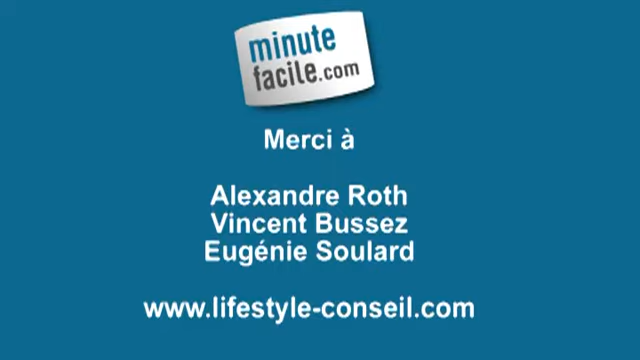 minute
facile.com
Merci à
Alexandre Roth
Vincent Bussez
Eugénie Soulard
www.lifestyle-conseil.com